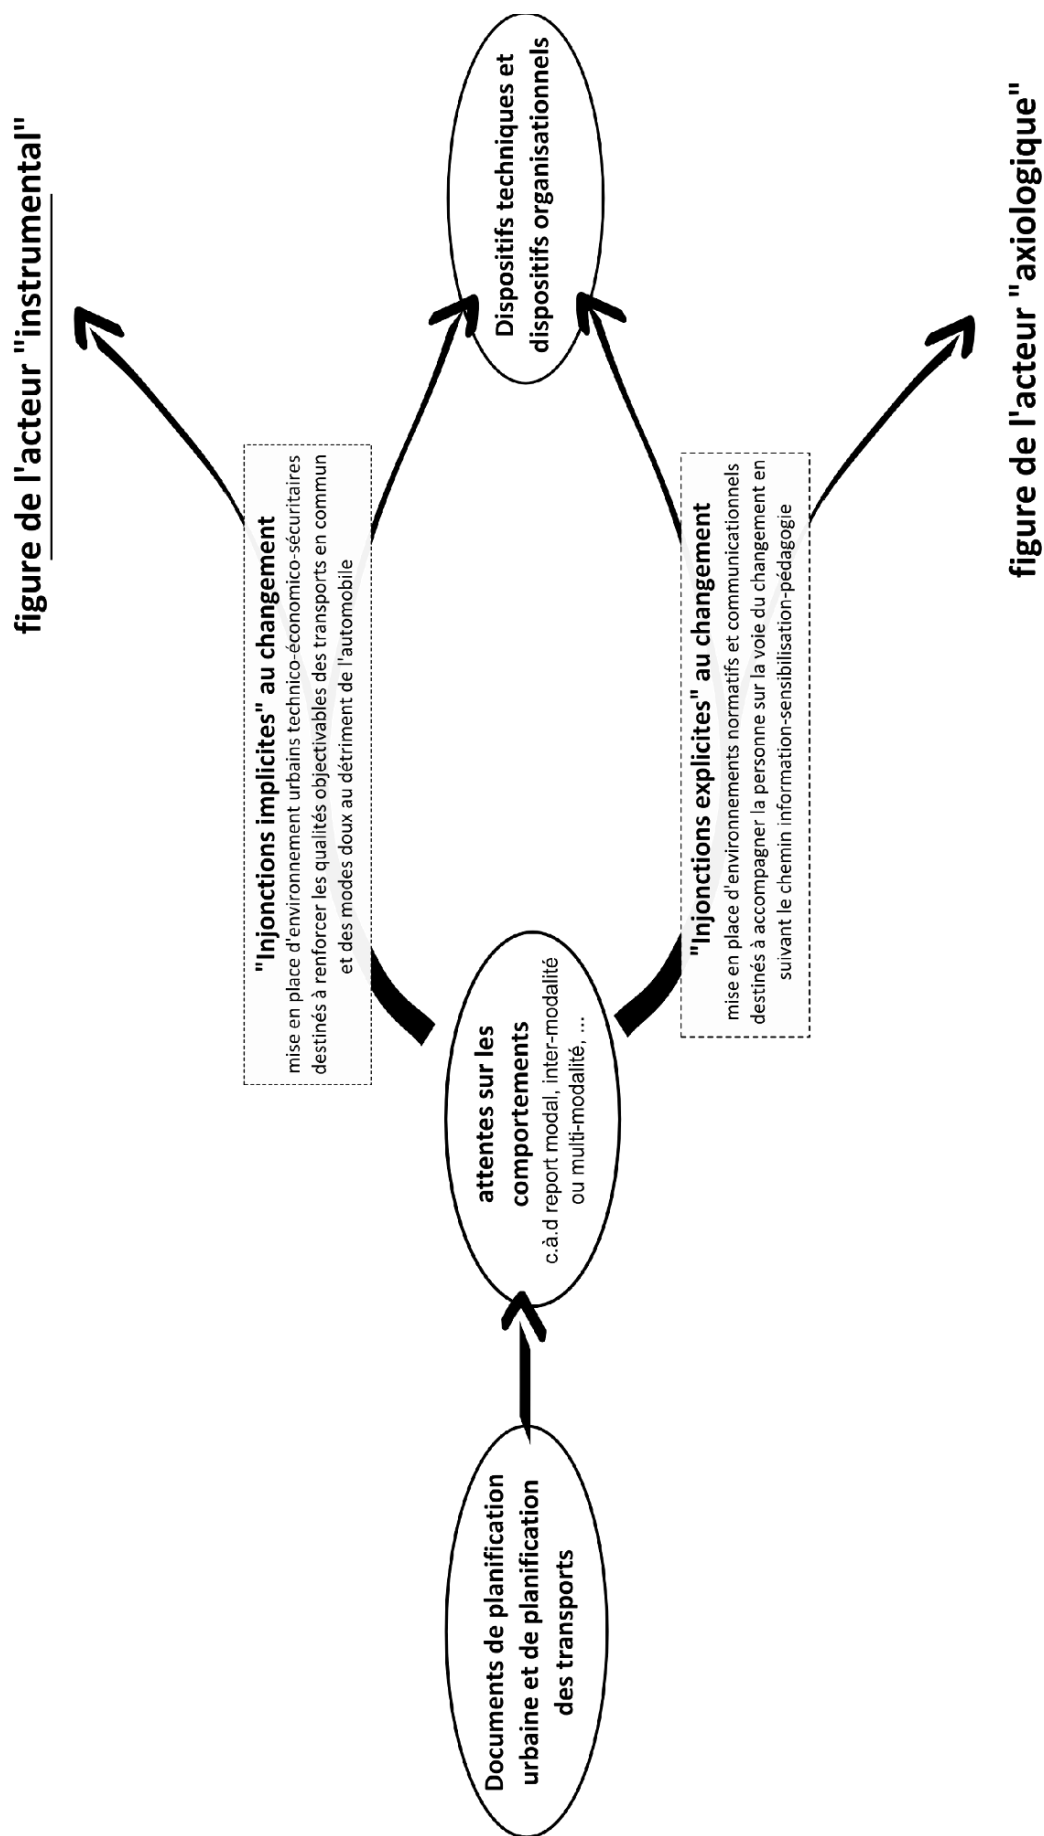 figure de l'acteur "instrumental"
"Injonctions implicites" au changement
mise en place d'environnement urbains technico-économico-sécuritaires
destinés à renforcer les qualités objectivables des transports en commun
et des modes doux au détriment de l'automobile
Documents de planification
urbaine et de planification
des transports
attentes sur les
comportements
c.à.d report modal, inter-modalité
ou multi-modalité, ...
Dispositifs techniques et
dispositifs organisationnels
"Injonctions explicites" au changement
mise en place d'environnements normatifs et communicationnels
destinés à accompagner la personne sur la voie du changement en
suivant le chemin information-sensibilisation-pédagogie
figure de l'acteur "axiologique"